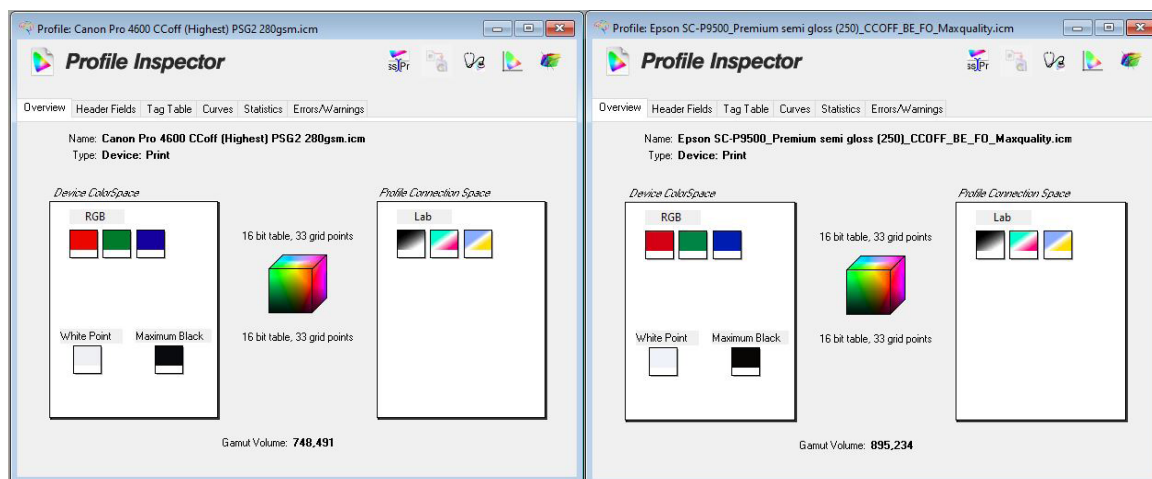 Profile: Canon Pro 4600 CCoff (Highest) PSG2 280gsm.icm
Profile Inspector
ss Pr
Overview Header Fields Tag Table Curves Statistics Errors/Warnings
Name: Canon Pro 4600 CCoff (Highest) PSG2 280gsm.icm
Type: Device: Print
Device ColorSpace
Profile Connection Space
RGB
Lab
16 bit table, 33 grid points
White Point
Maximum Black
16 bit table, 33 grid points
Gamut Volume: 748,491
Profile: Epson SC-P9500_Premium semi gloss (250)_CCOFF_BE_FO_Maxquality.icm
Profile Inspector
ss Pr
Overview Header Fields Tag Table Curves Statistics Errors/Warnings
Name: Epson SC-P9500_Premium semi gloss (250)_CCOFF_BE_FO_Maxquality.icm
Type: Device: Print
Device ColorSpace
Profile Connection Space
RGB
Lab
16 bit table, 33 grid points
White Point
Maximum Black
16 bit table, 33 grid points
Gamut Volume: 895,234